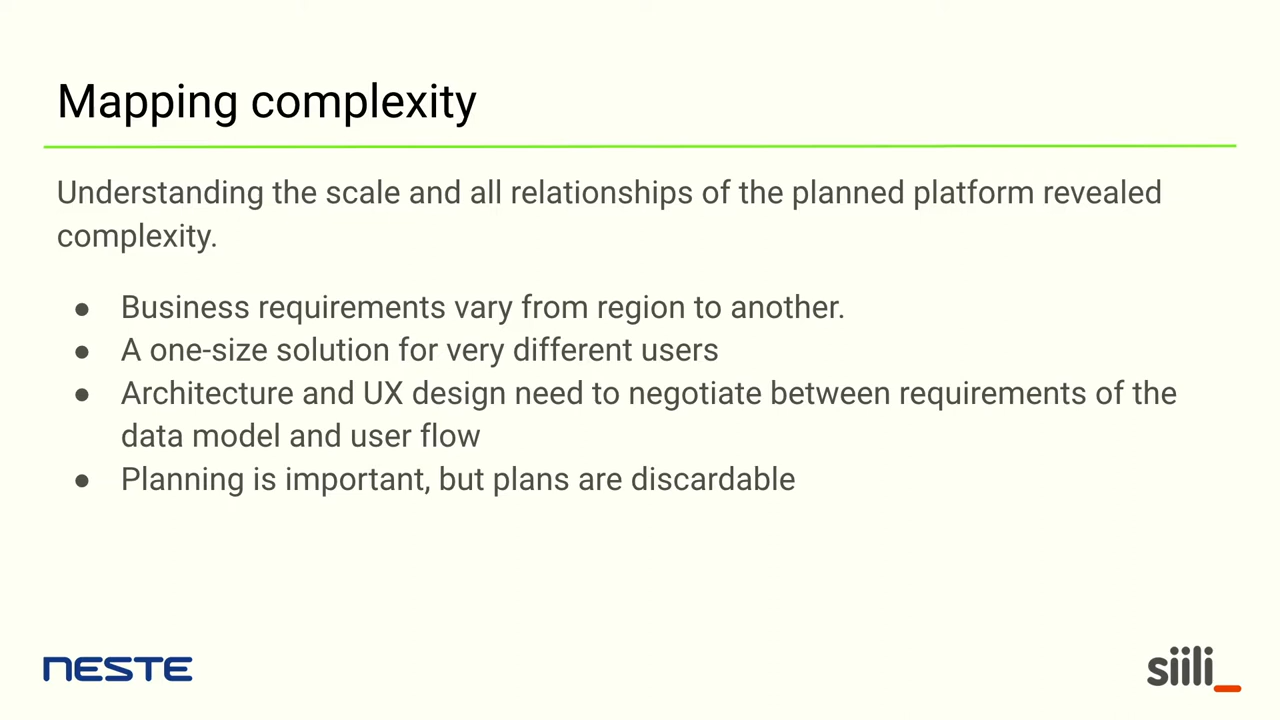 Mapping complexity
Understanding the scale and all relationships of the planned platform revealed
complexity.
● Business requirements vary from region to another.
● A one-size solution for very different users
● Architecture and UX design need to negotiate between requirements of the
data model and user flow
● Planning is important, but plans are discardable
NESTE
siili_